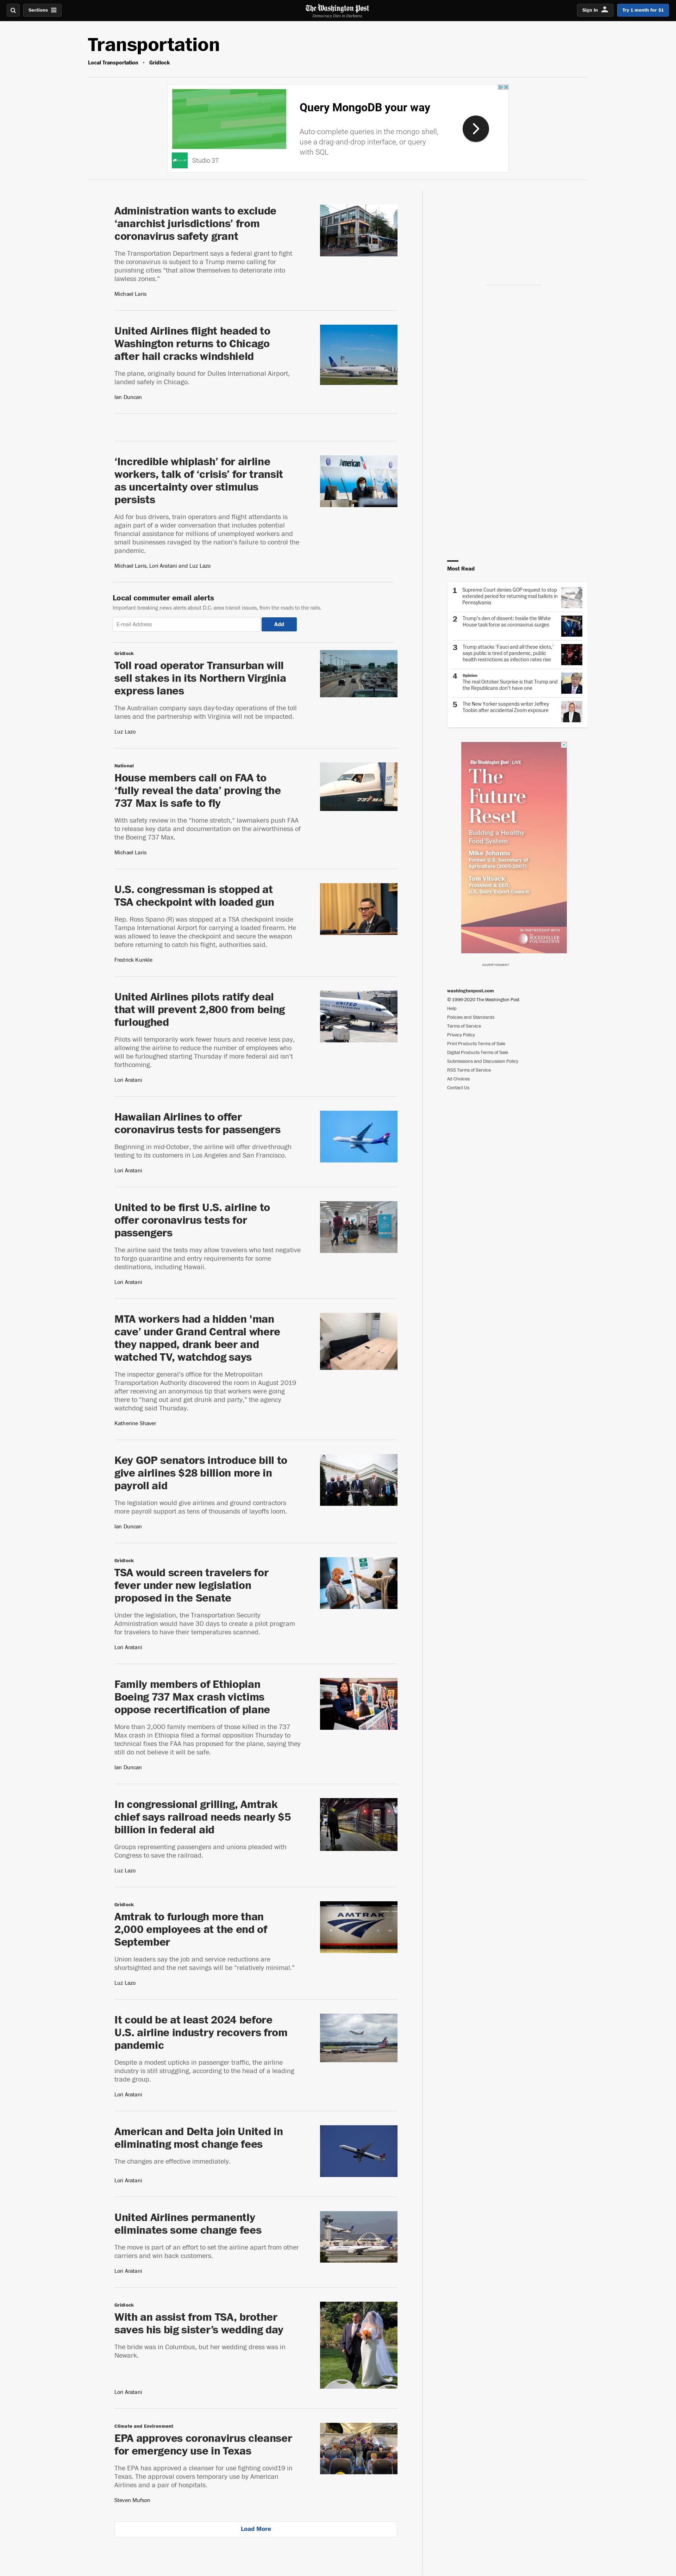 Sections
The Washington Post
Democracy Dies in Darkness
Sign In
Try 1 month for $1
Transportation
Local Transportation • Gridlock
Query MongoDB your way
Auto-complete queries in the mongo shell,
use a drag-and-drop interface, or query
with SQL
Studio 3T
Administration wants to exclude
‘anarchist jurisdictions’ from
coronavirus safety grant
The Transportation Department says a federal grant to fight
the coronavirus is subject to a Trump memo calling for
punishing cities "that allow themselves to deteriorate into
lawless zones."
Michael Laris
United Airlines flight headed to
Washington returns to Chicago
after hail cracks windshield
The plane, originally bound for Dulles International Airport,
landed safely in Chicago.
Ian Duncan
‘Incredible whiplash’ for airline
workers, talk of ‘crisis’ for transit
as uncertainty over stimulus
persists
Aid for bus drivers, train operators and flight attendants is
again part of a wider conversation that includes potential
financial assistance for millions of unemployed workers and
small businesses ravaged by the nation's failure to control the
pandemic.
Michael Laris, Lori Aratani and Luz Lazo
Local commuter email alerts
Important breaking news alerts about D.C. area transit issues, from the roads to the rails.
E-mail Address
Add
Gridlock
Toll road operator Transurban will
sell stakes in its Northern Virginia
express lanes
The Australian company says day-to-day operations of the toll
lanes and the partnership with Virginia will not be impacted.
Luz Lazo
National
House members call on FAA to
‘fully reveal the data’ proving the
737 Max is safe to fly
With safety review in the "home stretch," lawmakers push FAA
to release key data and documentation on the airworthiness of
the Boeing 737 Max.
Michael Laris
U.S. congressman is stopped at
TSA checkpoint with loaded gun
Rep. Ross Spano (R) was stopped at a TSA checkpoint inside
Tampa International Airport for carrying a loaded firearm. He
was allowed to leave the checkpoint and secure the weapon
before returning to catch his flight, authorities said.
Fredrick Kunkle
United Airlines pilots ratify deal
that will prevent 2,800 from being
furloughed
Pilots will temporarily work fewer hours and receive less pay,
allowing the airline to reduce the number of employees who
will be furloughed starting Thursday if more federal aid isn't
forthcoming.
Lori Aratani
Hawaiian Airlines to offer
coronavirus tests for passengers
Beginning in mid-October, the airline will offer drive-through
testing to its customers in Los Angeles and San Francisco.
Lori Aratani
United to be first U.S. airline to
offer coronavirus tests for
passengers
The airline said the tests may allow travelers who test negative
to forgo quarantine and entry requirements for some
destinations, including Hawaii.
Lori Aratani
MTA workers had a hidden 'man
cave’ under Grand Central where
they napped, drank beer and
watched TV, watchdog says
The inspector general's office for the Metropolitan
Transportation Authority discovered the room in August 2019
after receiving an anonymous tip that workers were going
there to "hang out and get drunk and party," the agency
watchdog said Thursday.
Katherine Shaver
Key GOP senators introduce bill to
give airlines $28 billion more in
payroll aid
The legislation would give airlines and ground contractors
more payroll support as tens of thousands of layoffs loom.
Ian Duncan
Gridlock
TSA would screen travelers for
fever under new legislation
proposed in the Senate
Under the legislation, the Transportation Security
Administration would have 30 days to create a pilot program
for travelers to have their temperatures scanned.
Lori Aratani
Family members of Ethiopian
Boeing 737 Max crash victims
oppose recertification of plane
More than 2,000 family members of those killed in the 737
Max crash in Ethiopia filed a formal opposition Thursday to
technical fixes the FAA has proposed for the plane, saying they
still do not believe it will be safe.
Ian Duncan
In congressional grilling, Amtrak
chief says railroad needs nearly $5
billion in federal aid
Groups representing passengers and unions pleaded with
Congress to save the railroad.
Luz Lazo
Gridlock
Amtrak to furlough more than
2,000 employees at the end of
September
Union leaders say the job and service reductions are
shortsighted and the net savings will be "relatively minimal."
Luz Lazo
AMTRAK
It could be at least 2024 before
U.S. airline industry recovers from
pandemic
Despite a modest uptick in passenger traffic, the airline
industry is still struggling, according to the head of a leading
trade group.
Lori Aratani
American and Delta join United in
eliminating most change fees
The changes are effective immediately.
Lori Aratani
United Airlines permanently
eliminates some change fees
The move is part of an effort to set the airline apart from other
carriers and win back customers.
Lori Aratani
Gridlock
With an assist from TSA, brother
saves his big sister’s wedding day
The bride was in Columbus, but her wedding dress was in
Newark.
Lori Aratani
Climate and Environment
EPA approves coronavirus cleanser
for emergency use in Texas
The EPA has approved a cleanser for use fighting covid19 in
Texas. The approval covers temporary use by American
Airlines and a pair of hospitals.
Steven Mufson
Load More
Most Read
1 Supreme Court denies GOP request to stop
extended period for returning mail ballots in
Pennsylvania
2 Trump's den of dissent: Inside the White
House task force as coronavirus surges
3 Trump attacks 'Fauci and all these idiots,'
says public is tired of pandemic, public
health restrictions as infection rates rise
4 Opinion
The real October Surprise is that Trump and
the Republicans don't have one
5 The New Yorker suspends writer Jeffrey
Toobin after accidental Zoom exposure
The Washington Post LIVE
The
Future
Reset
Building a Healthy
Food System
Mike Johanns
Former U.S. Secretary of
Agriculture (2005-2007)
Tom Vilsack
President & CEO,
U.S. Dairy Export Council
IN PARTNERSHIP WITH
The ROCKEFELLER
FOUNDATION
ADVERTISEMENT
washingtonpost.com
© 1996-2020 The Washington Post
Help
Policies and Standards
Terms of Service
Privacy Policy
Print Products Terms of Sale
Digital Products Terms of Sale
Submissions and Discussion Policy
RSS Terms of Service
Ad Choices
Contact Us